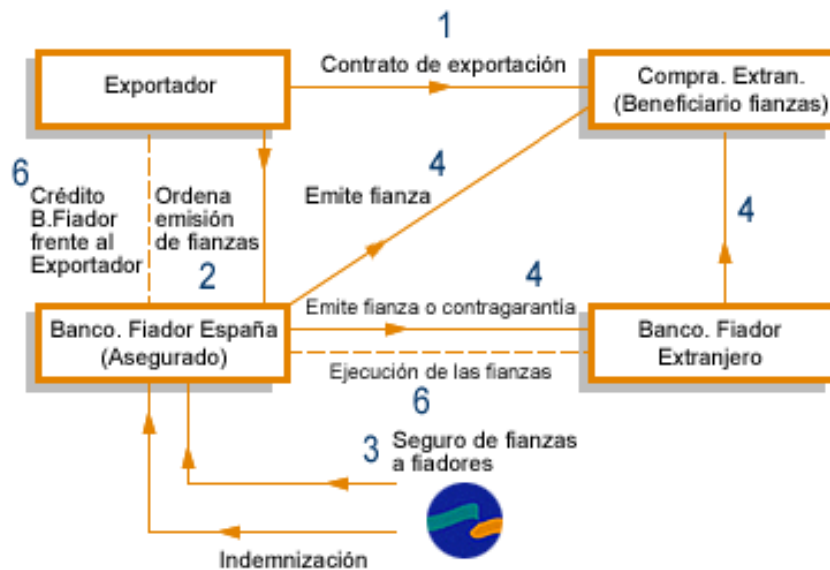 1
Contrato de exportación
Exportador
Compra. Extran.
(Beneficiario fianzas)
6
Crédito
B.Fiador
frente al
Exportador
Ordena
emisión
de fianzas
2
4
Emite fianza
4
4
Emite fianza o contragarantía
Banco. Fiador España
(Asegurado)
Banco. Fiador
Extranjero
Ejecución de las fianzas
6
3
Seguro de fianzas
a fiadores
Indemnización